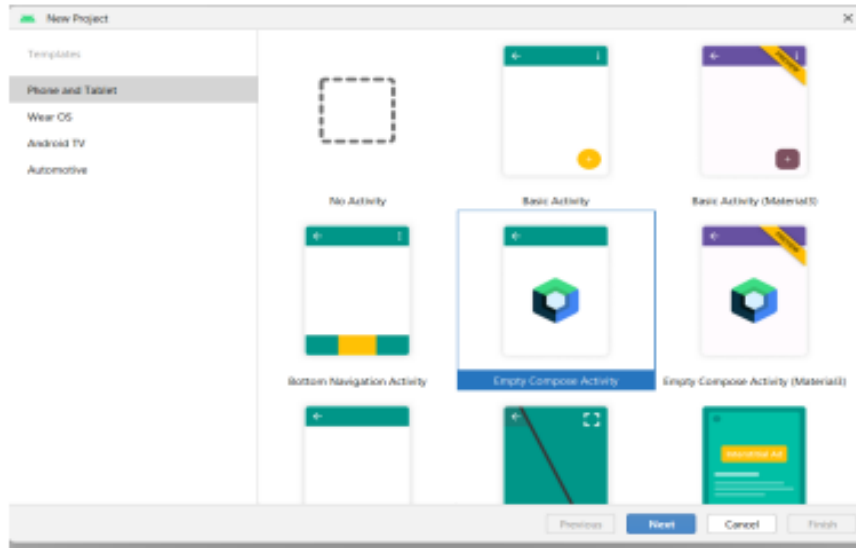 New Project
Templates
Phone and Tablet
Wear OS
Android TV
Automotive
No Activity
Basic Activity
Basic Activity (Material3)
Bottom Navigation Activity
Empty Compose Activity
Empty Compose Activity (Material3)
Interstitial Ad
Previous
Next
Cancel
Finish